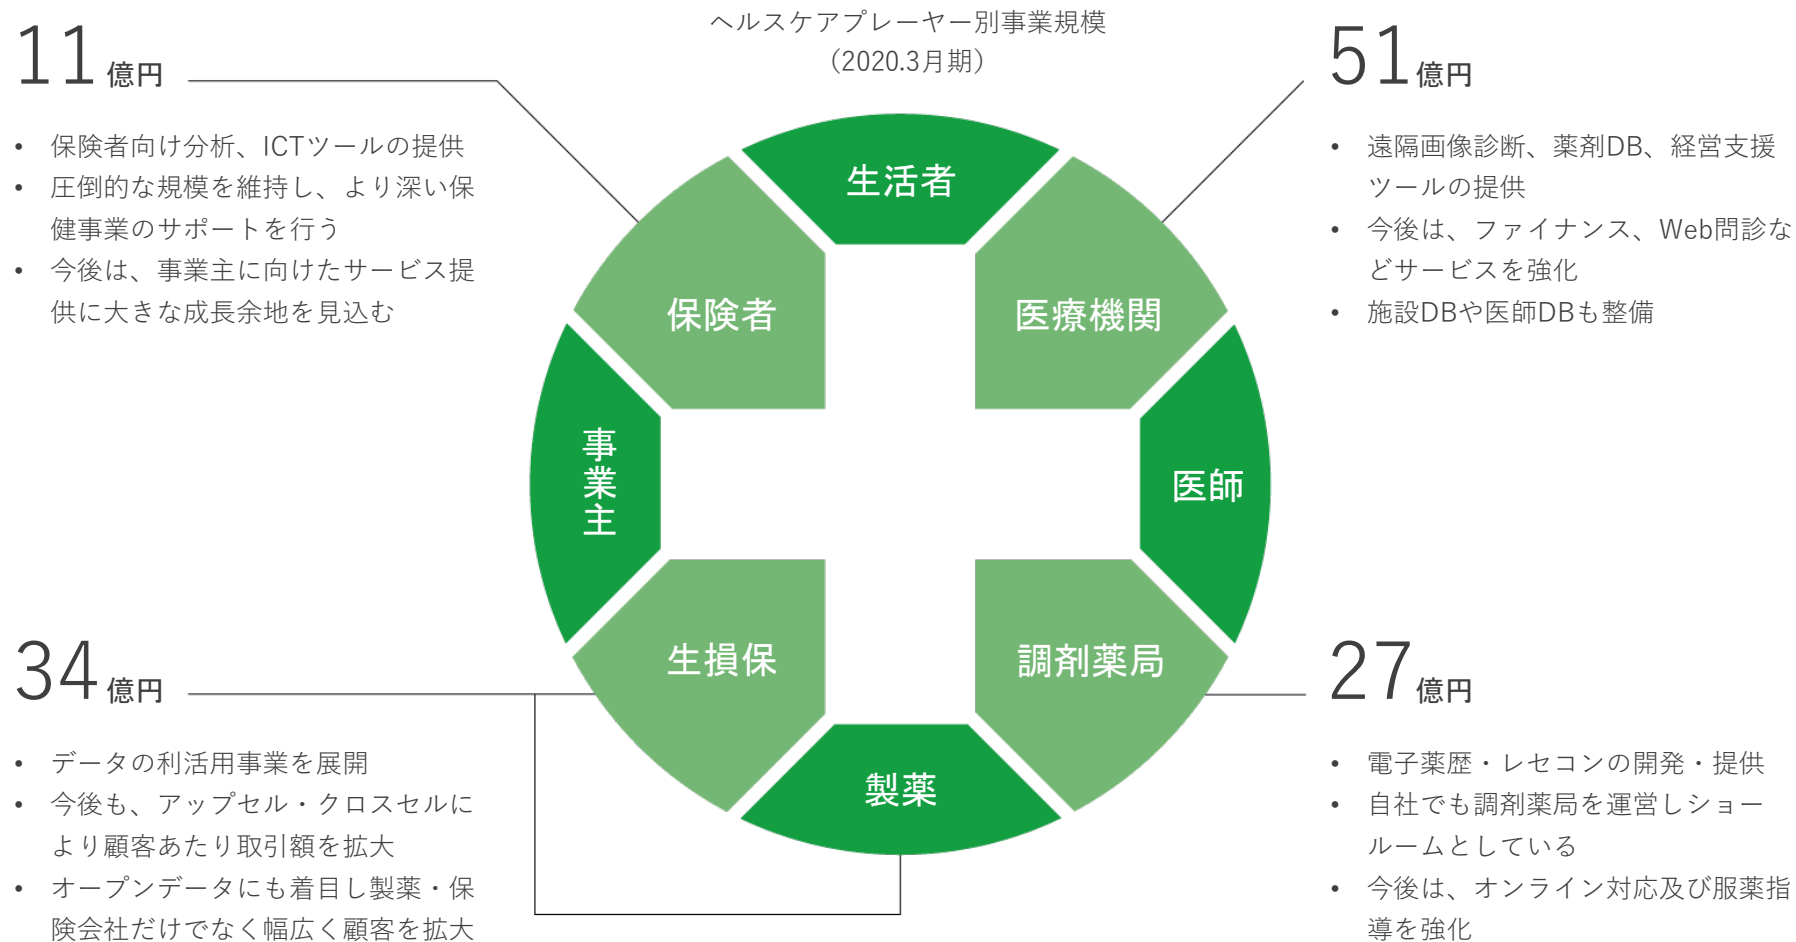 ヘルスケアプレーヤー別事業規模
（2020.3月期）
11億円
• 保険者向け分析、ICTツールの提供
• 圧倒的な規模を維持し、より深い保
健事業のサポートを行う
• 今後は、事業主に向けたサービス提
供に大きな成長余地を見込む
51億円
• 遠隔画像診断、薬剤DB、経営支援
ツールの提供
• 今後は、ファイナンス、Web問診な
どサービスを強化
• 施設DBや医師DBも整備
生活者
保険者
医療機関
事業主
医師
生損保
調剤薬局
製薬
34億円
• データの利活用事業を展開
• 今後も、アップセル・クロスセルに
より顧客あたり取引額を拡大
• オープンデータにも着目し製薬・保
険会社だけでなく幅広く顧客を拡大
27億円
• 電子薬歴・レセコンの開発・提供
• 自社でも調剤薬局を運営しショー
ルームとしている
• 今後は、オンライン対応及び服薬指
導を強化